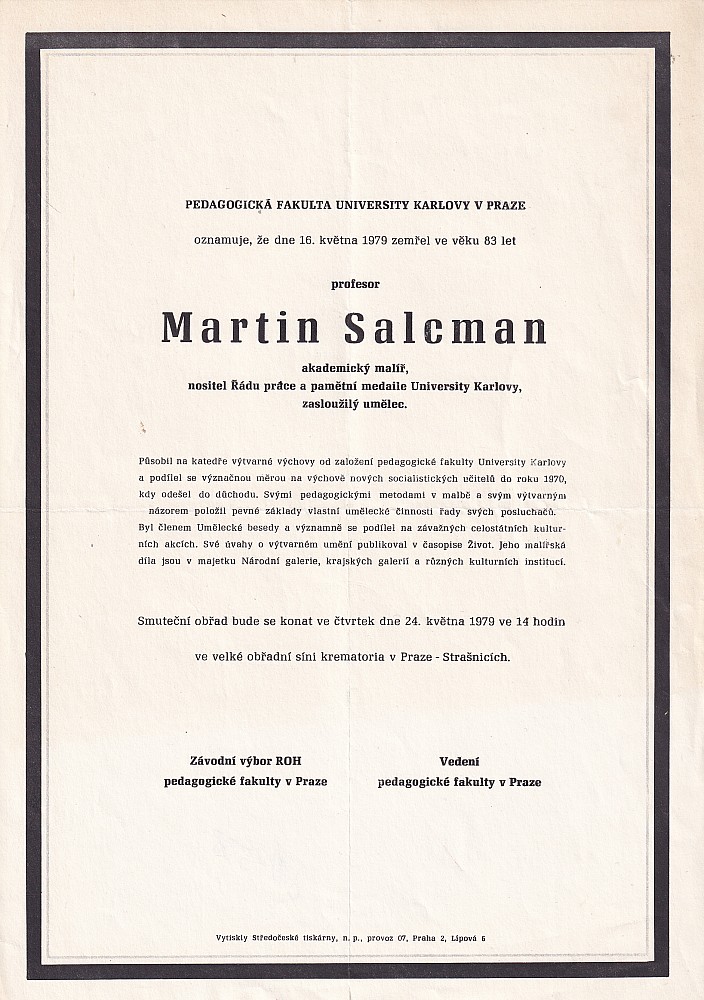 PEDAGOGICKÁ FAKULTA UNIVERSITY KARLOVY V PRAZE
oznamuje, že dne 16. května 1979 zemřel ve věku 83 let
profesor
Martin Salcman
akademický malíř,
nositel Řádu práce a pamětní medaile University Karlovy,
zasloužilý umělec.
Působil na katedře výtvarné výchovy od založení pedagogické fakulty University Karlovy
a podílel se význačnou měrou na výchově nových socialistických učitelů do roku 1970,
kdy odešel do důchodu. Svými pedagogickými metodami v malbě a svým výtvarným
názorem položil pevné základy vlastní umělecké činnosti řady svých posluchačů.
Byl členem Umělecké besedy a významně se podílel na závažných celostátních kultur-
ních akcích. Své úvahy o výtvarném umění publikoval v časopise Život. Jeho malířská
díla jsou v majetku Národní galerie, krajských galerií a různých kulturních institucí.
Smuteční obřad bude se konat ve čtvrtek dne 24. května 1979 ve 14 hodin
ve velké obřadní síni krematoria v Praze - Strašnicích.
Závodní výbor ROH
pedagogické fakulty v Praze
Vedení
pedagogické fakulty v Praze
Vytiskly Středočeské tiskárny, n. p., provoz 07, Praha 2, Lípová 6